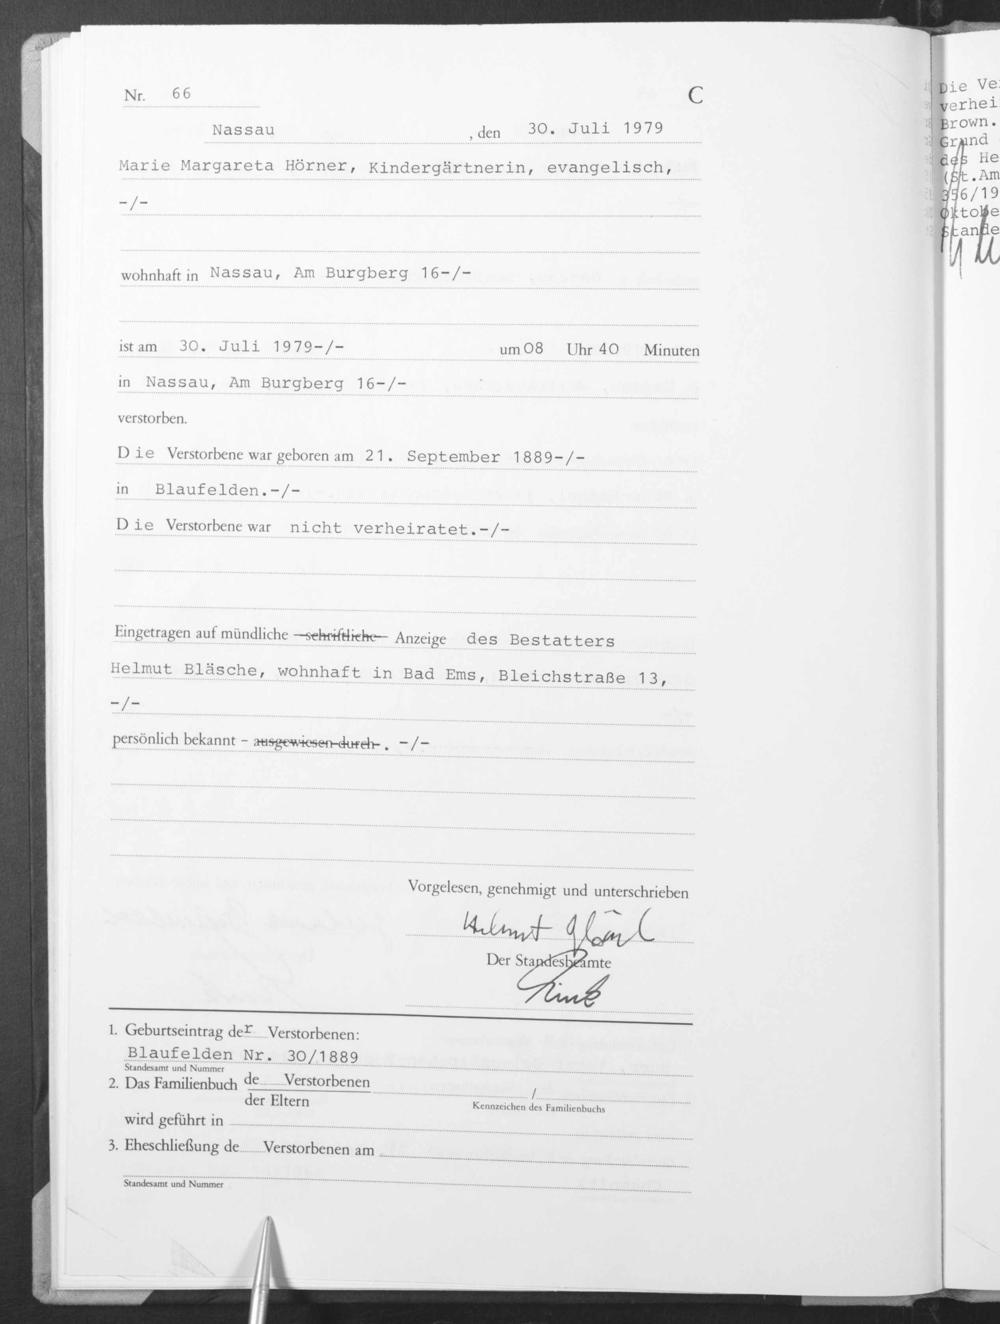 Nr. 66
C
Nassau , den 30. Juli 1979
Marie Margareta Hörner, Kindergärtnerin, evangelisch,
-/-
wohnhaft in Nassau, Am Burgberg 16-/-
ist am 30. Juli 1979-/- um 08 Uhr 40 Minuten
in Nassau, Am Burgberg 16-/-
verstorben.
Die Verstorbene war geboren am 21. September 1889-/-
in Blaufelden.-/-
Die Verstorbene war nicht verheiratet.-/-
Eingetragen auf mündliche -schriftliche- Anzeige des Bestatters
Helmut Bläsche, wohnhaft in Bad Ems, Bleichstraße 13,
-/-
persönlich bekannt - ausgewiesen durch . -/-
Vorgelesen, genehmigt und unterschrieben
Helmut
Der Standesbeamte
1. Geburtseintrag der Verstorbenen:
Blaufelden Nr. 30/1889
Standesamt und Nummer
2. Das Familienbuch de Verstorbenen
der Eltern
/
Kennzeichen des Familienbuchs
wird geführt in
3. Eheschließung de Verstorbenen am
Standesamt und Nummer
Die Ve
verhei
Brown.
Grund
des He
(St.Am
356/19
Oktobe
Stande